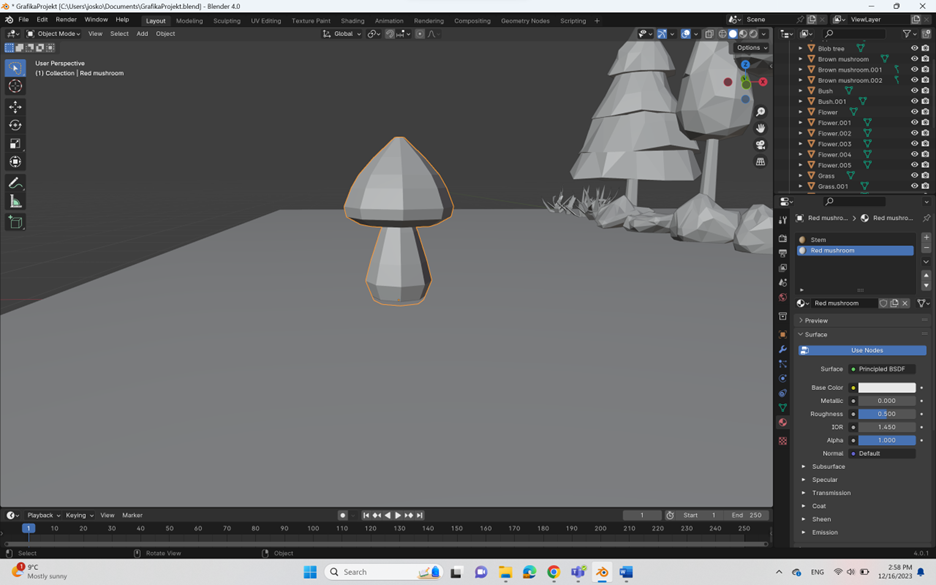 * GrafikaProjekt [C:\Users\josko\Documents\GrafikaProjekt.blend] - Blender 4.0
File Edit Render Window Help Layout Modeling Sculpting UV Editing Texture Paint Shading Animation Rendering Compositing Geometry Nodes Scripting + Scene ViewLayer
Object Mode View Select Add Object Global
Options
User Perspective
(1) Collection | Red mushroom
Z
X
Blob tree
Brown mushroom
Brown mushroom.001
Brown mushroom.002
Bush
Bush.001
Flower
Flower.001
Flower.002
Flower.003
Flower.004
Flower.005
Grass
Grass.001
Red mushro... > Red mushro...
Stem
Red mushroom
Red mushroom
Preview
Surface
Use Nodes
Surface Principled BSDF
Base Color
Metallic 0.000
Roughness 0.500
IOR 1.450
Alpha 1.000
Normal Default
Subsurface
Specular
Transmission
Coat
Sheen
Emission
Playback Keying View Marker 1 Start 1 End 250
1 10 20 30 40 50 60 70 80 90 100 110 120 130 140 150 160 170 180 190 200 210 220 230 240 250
Select Rotate View Object 4.0.1
1 9°C
Mostly sunny
Search
ENG
2:58 PM
12/16/2023